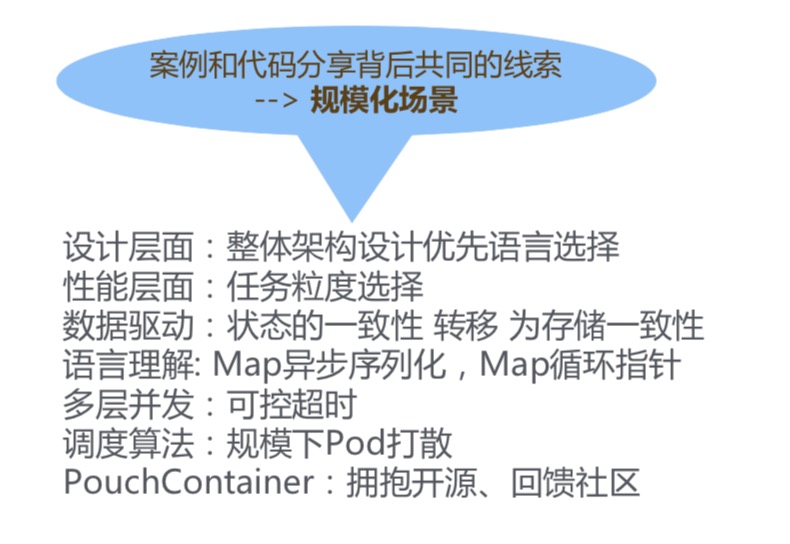 案例和代码分享背后共同的线索
--> 规模化场景
设计层面：整体架构设计优先语言选择
性能层面：任务粒度选择
数据驱动：状态的一致性 转移 为存储一致性
语言理解: Map异步序列化，Map循环指针
多层并发：可控超时
调度算法：规模下Pod打散
PouchContainer：拥抱开源、回馈社区